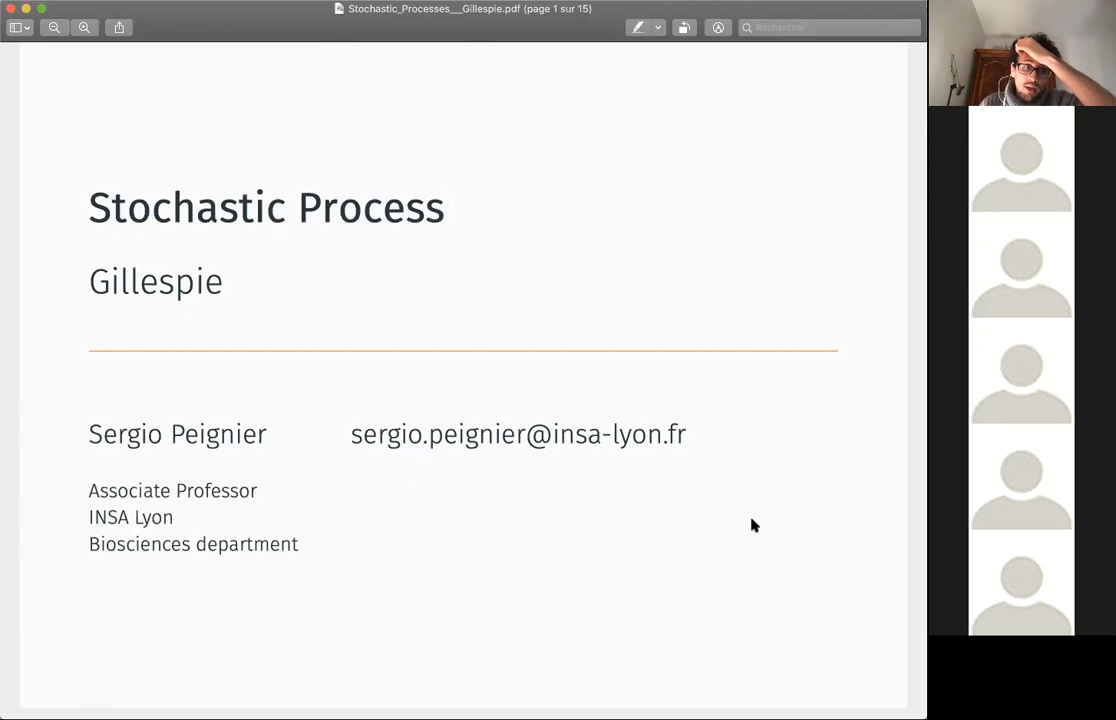 Stochastic_Processes__Gillespie.pdf (page 1 sur 15)
Rechercher
Stochastic Process
Gillespie
Sergio Peignier sergio.peignier@insa-lyon.fr
Associate Professor
INSA Lyon
Biosciences department